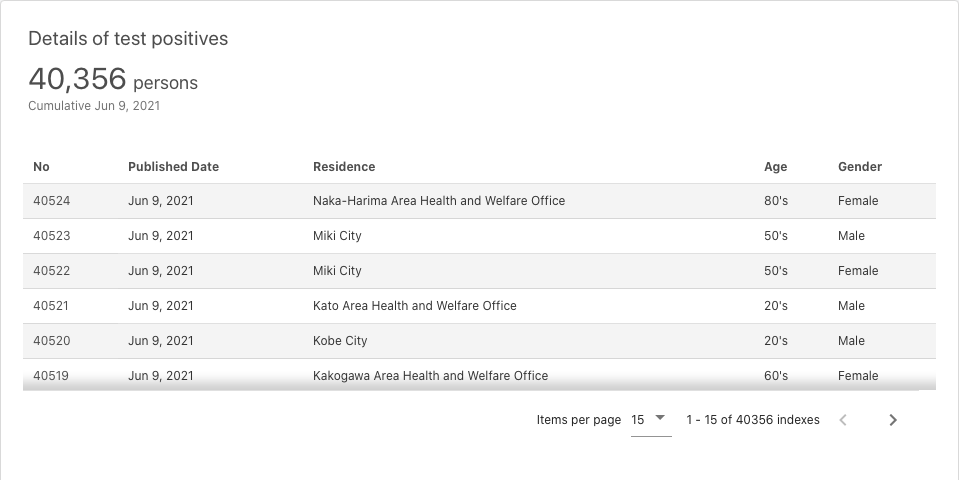 Details of test positives
40,356 persons
Cumulative Jun 9, 2021
No Published Date Residence Age Gender
40524 Jun 9, 2021 Naka-Harima Area Health and Welfare Office 80's Female
40523 Jun 9, 2021 Miki City 50's Male
40522 Jun 9, 2021 Miki City 50's Female
40521 Jun 9, 2021 Kato Area Health and Welfare Office 20's Male
40520 Jun 9, 2021 Kobe City 20's Male
40519 Jun 9, 2021 Kakogawa Area Health and Welfare Office 60's Female
Items per page 15 1 - 15 of 40356 indexes